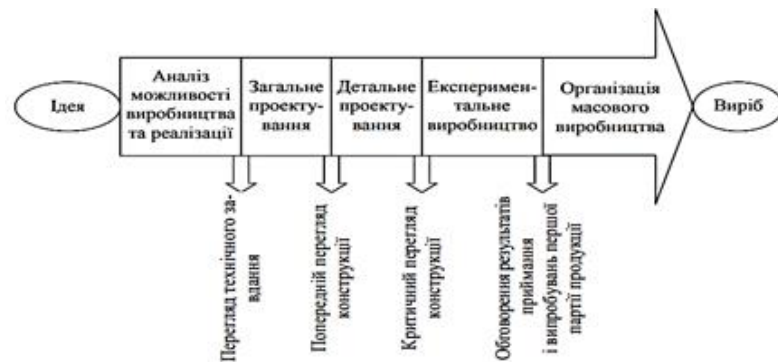 Ідея
Аналіз
можливості
виробництва
та реалізації
Загальне
проекту-
вання
Детальне
проекту-
вання
Експеримен-
тальне
виробництво
Організація
масового
виробництва
Виріб
Перегляд технічного за-
вдання
Попередній перегляд
конструкції
Критичний перегляд
конструкції
Обговорення результатів
приймання
і випробувань першої
партії продукції